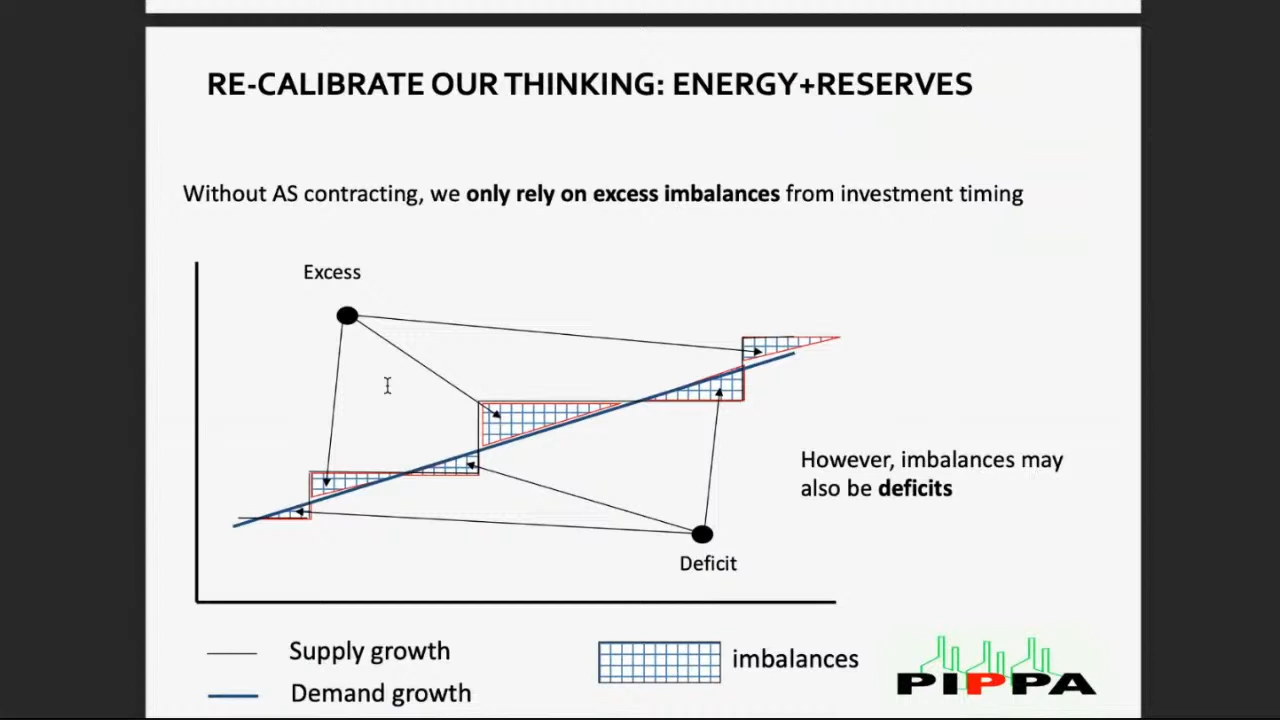 RE-CALIBRATE OUR THINKING: ENERGY+RESERVES
Without AS contracting, we only rely on excess imbalances from investment timing
Excess
However, imbalances may
also be deficits
Deficit
Supply growth
imbalances
Demand growth
PIPPA